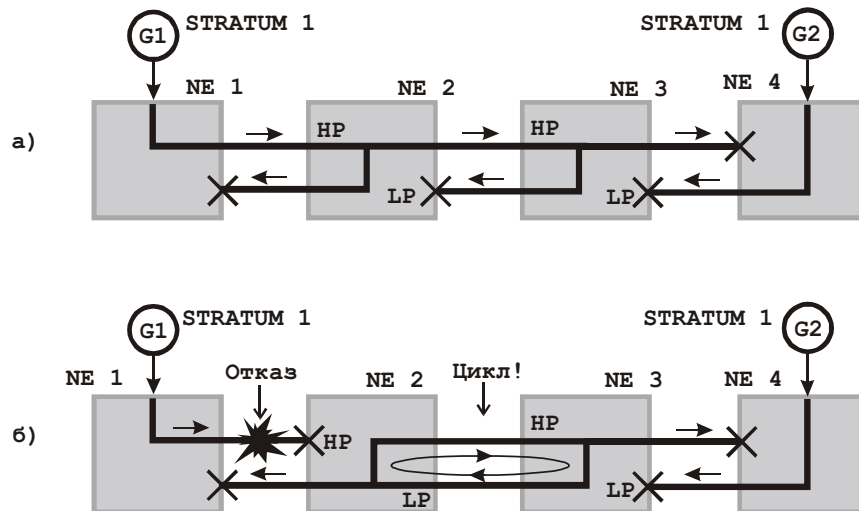 G1 STRATUM 1 STRATUM 1 G2
NE 1 NE 2 NE 3 NE 4
а)
HP HP
LP LP
G1 STRATUM 1 STRATUM 1 G2
NE 1 Отказ NE 2 Цикл! NE 3 NE 4
б)
HP HP
LP LP